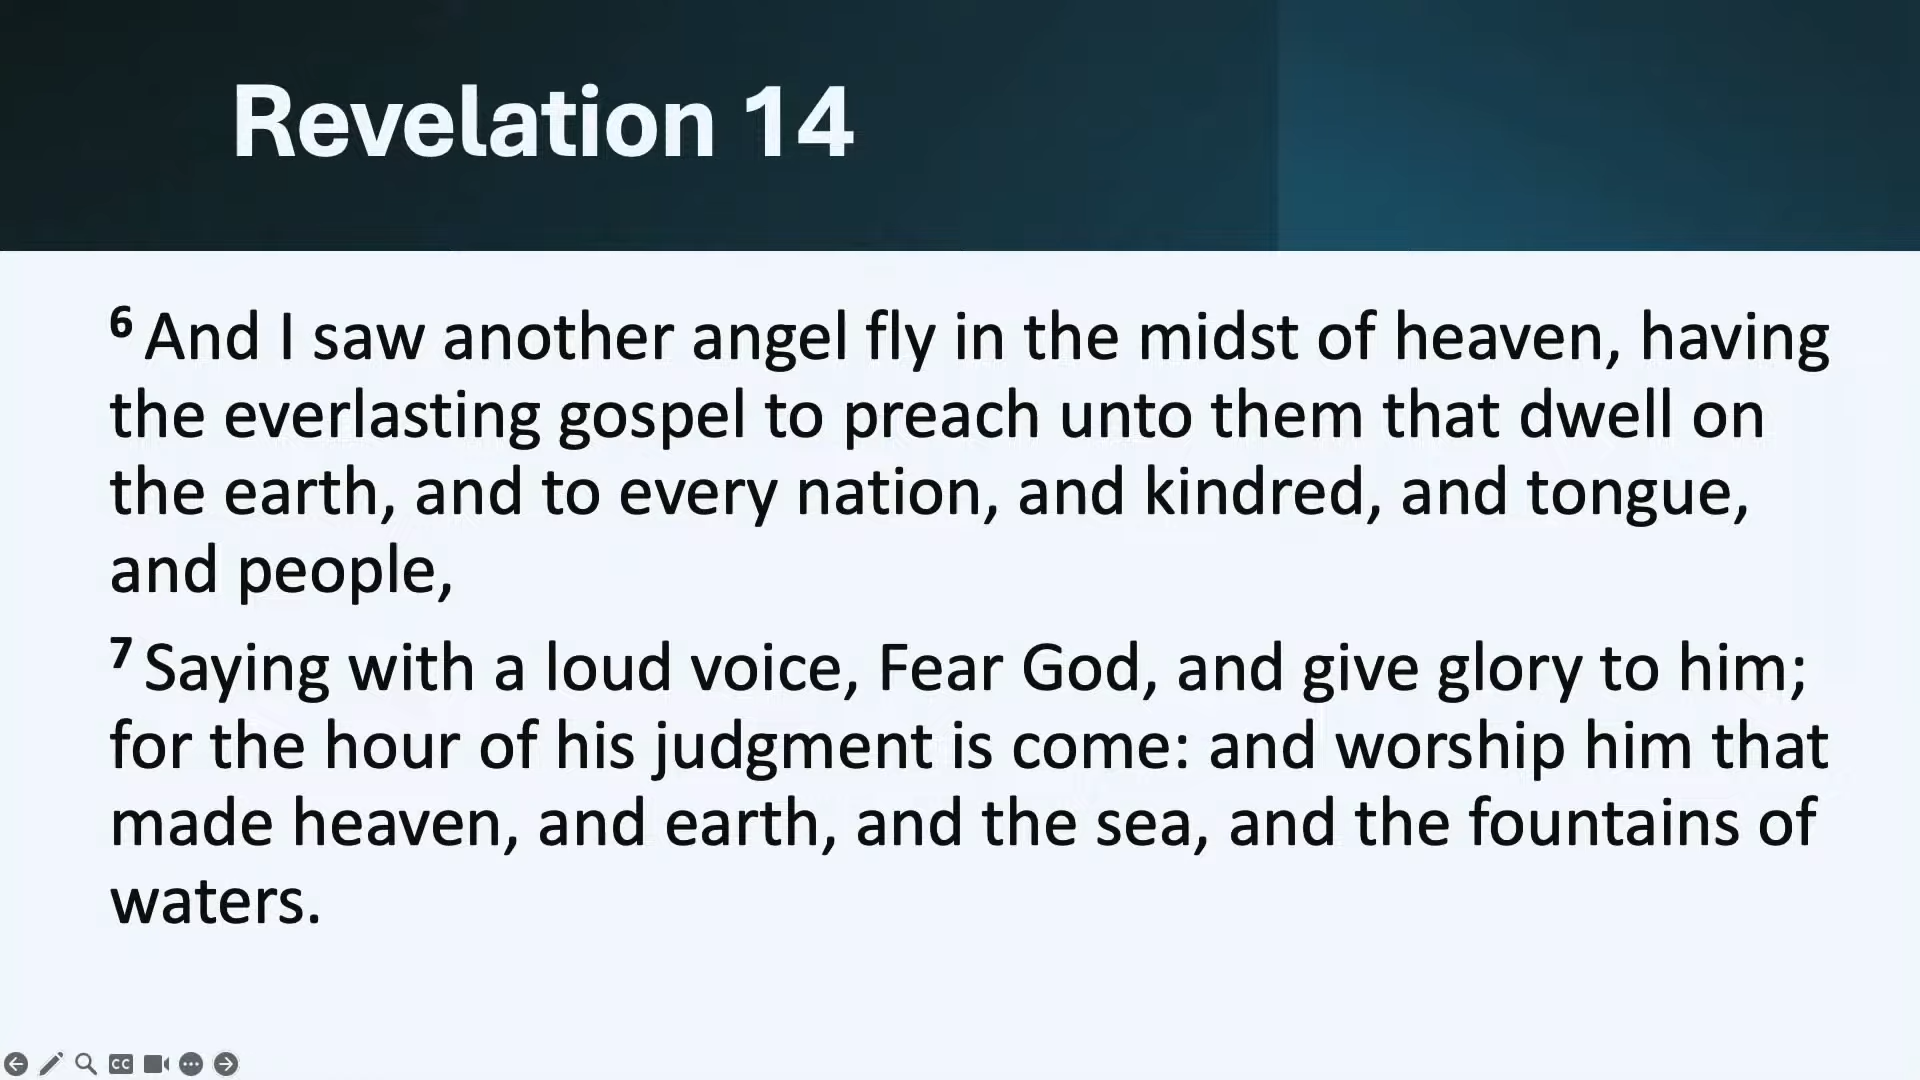 Revelation 14
6 And I saw another angel fly in the midst of heaven, having
the everlasting gospel to preach unto them that dwell on
the earth, and to every nation, and kindred, and tongue,
and people,
7 Saying with a loud voice, Fear God, and give glory to him;
for the hour of his judgment is come: and worship him that
made heaven, and earth, and the sea, and the fountains of
waters.
CC